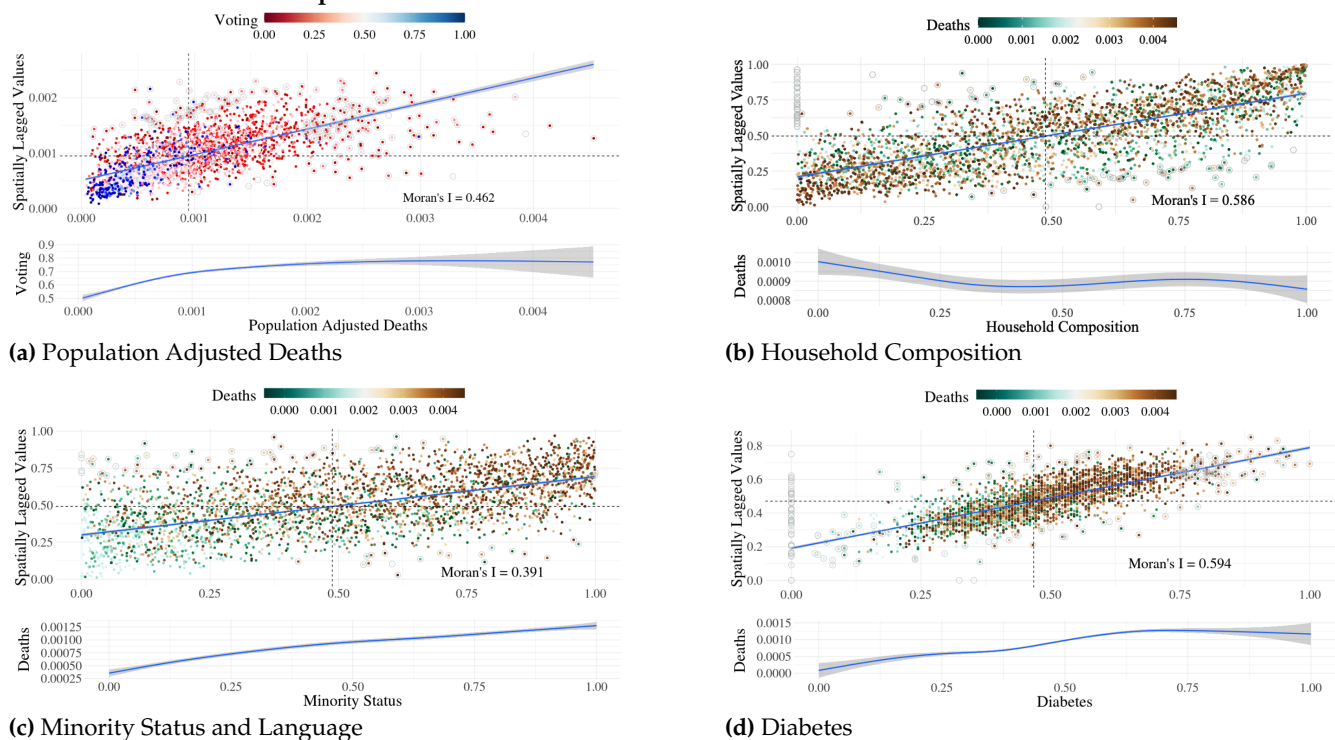 Voting
0.00 0.25 0.50 0.75 1.00
Spatially Lagged Values
0.002
0.001
0.000
Moran's I = 0.462
0.000 0.001 0.002 0.003 0.004
Voting
0.9
0.8
0.7
0.6
0.5
0.000 0.001 0.002 0.003 0.004
Population Adjusted Deaths
(a) Population Adjusted Deaths
Deaths
0.000 0.001 0.002 0.003 0.004
Spatially Lagged Values
1.00
0.75
0.50
0.25
0.00
Moran's I = 0.586
0.00 0.25 0.50 0.75 1.00
Deaths
0.0010
0.0009
0.0008
0.00 0.25 0.50 0.75 1.00
Household Composition
(b) Household Composition
Deaths
0.000 0.001 0.002 0.003 0.004
Spatially Lagged Values
1.00
0.75
0.50
0.25
0.00
Moran's I = 0.391
0.00 0.25 0.50 0.75 1.00
Deaths
0.00125
0.00100
0.00075
0.00050
0.00025
0.00 0.25 0.50 0.75 1.00
Minority Status
(c) Minority Status and Language
Deaths
0.000 0.001 0.002 0.003 0.004
Spatially Lagged Values
0.8
0.6
0.4
0.2
0.0
Moran's I = 0.594
0.00 0.25 0.50 0.75 1.00
Deaths
0.0015
0.0010
0.0005
0.0000
0.00 0.25 0.50 0.75 1.00
Diabetes
(d) Diabetes